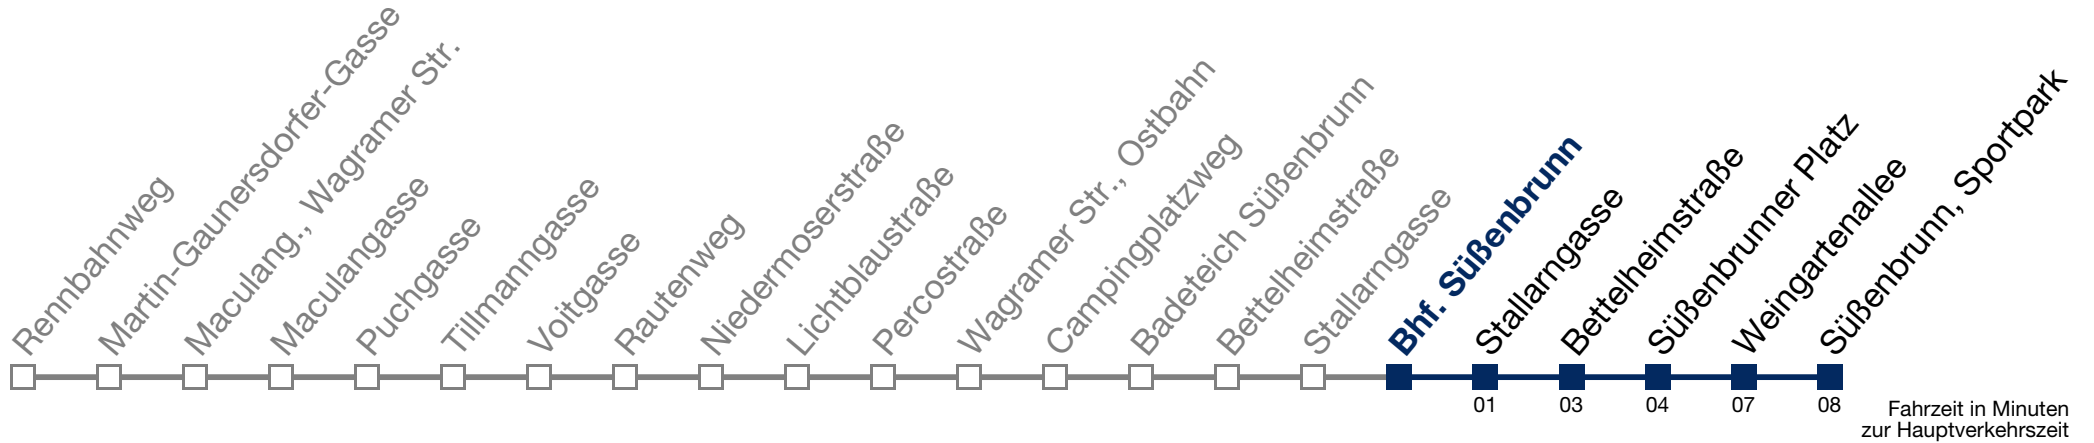 Rennbahnweg
Martin-Gaunersdorfer-Gasse
Maculang., Wagramer Str.
Maculangasse
Puchgasse
Tillmanngasse
Voitgasse
Rautenweg
Niedermoserstraße
Lichtblaustraße
Percostraße
Wagramer Str., Ostbahn
Campingplatzweg
Badeteich Süßenbrunn
Bettelheimstraße
Stallarngasse
Bhf. Süßenbrunn
Stallarngasse
Bettelheimstraße
Süßenbrunner Platz
Weingartenallee
Süßenbrunn, Sportpark
01 03 04 07 08
Fahrzeit in Minuten
zur Hauptverkehrszeit